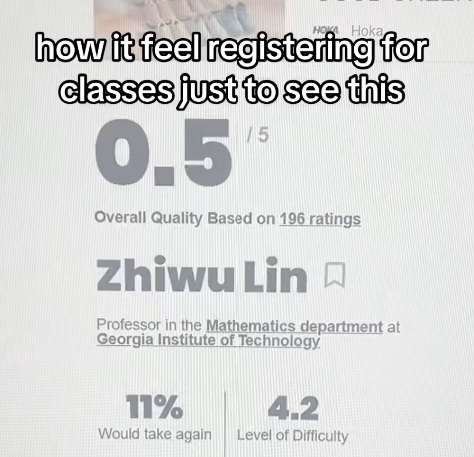 HOKA Hoka
how it feel registering for
classes just to see this
0.5 / 5
Overall Quality Based on 196 ratings
Zhiwu Lin
Professor in the Mathematics department at
Georgia Institute of Technology
11% 4.2
Would take again Level of Difficulty